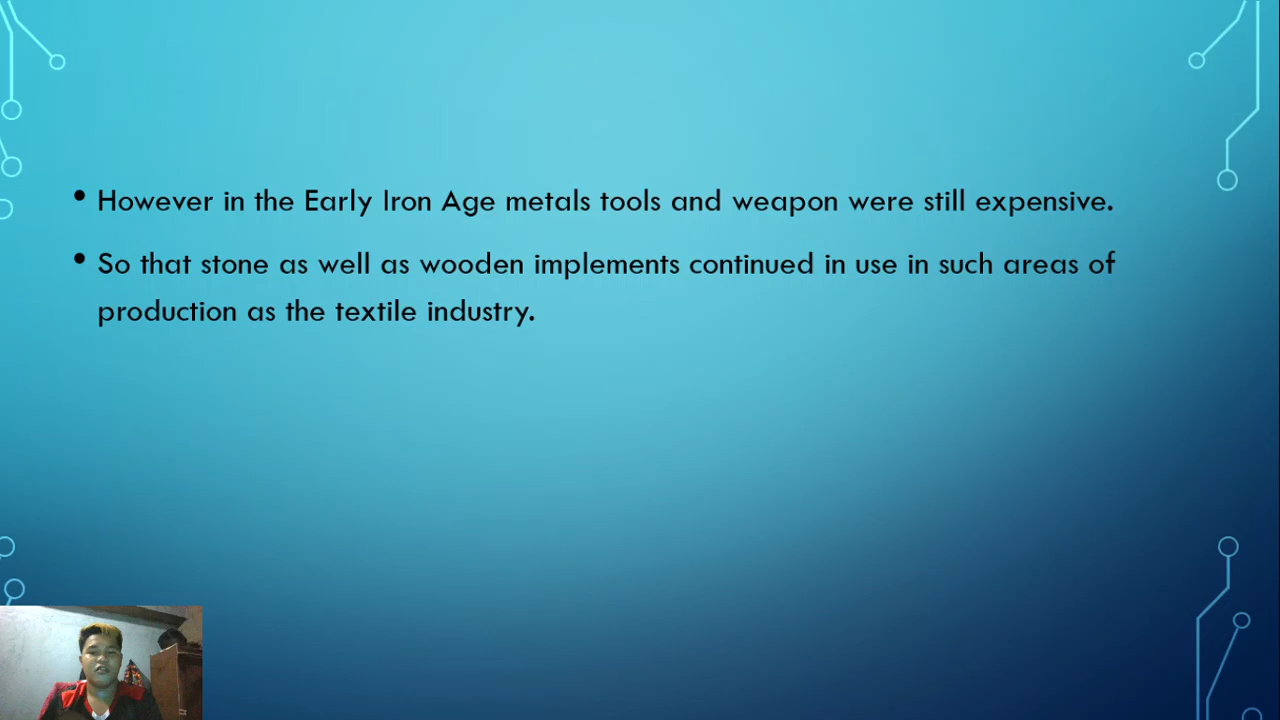 • However in the Early Iron Age metals tools and weapon were still expensive.
• So that stone as well as wooden implements continued in use in such areas of
production as the textile industry.